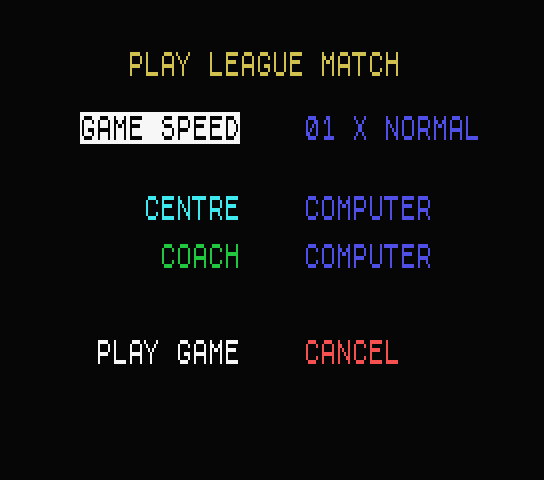 PLAY LEAGUE MATCH
GAME SPEED 01 X NORMAL
CENTRE COMPUTER
COACH COMPUTER
PLAY GAME CANCEL